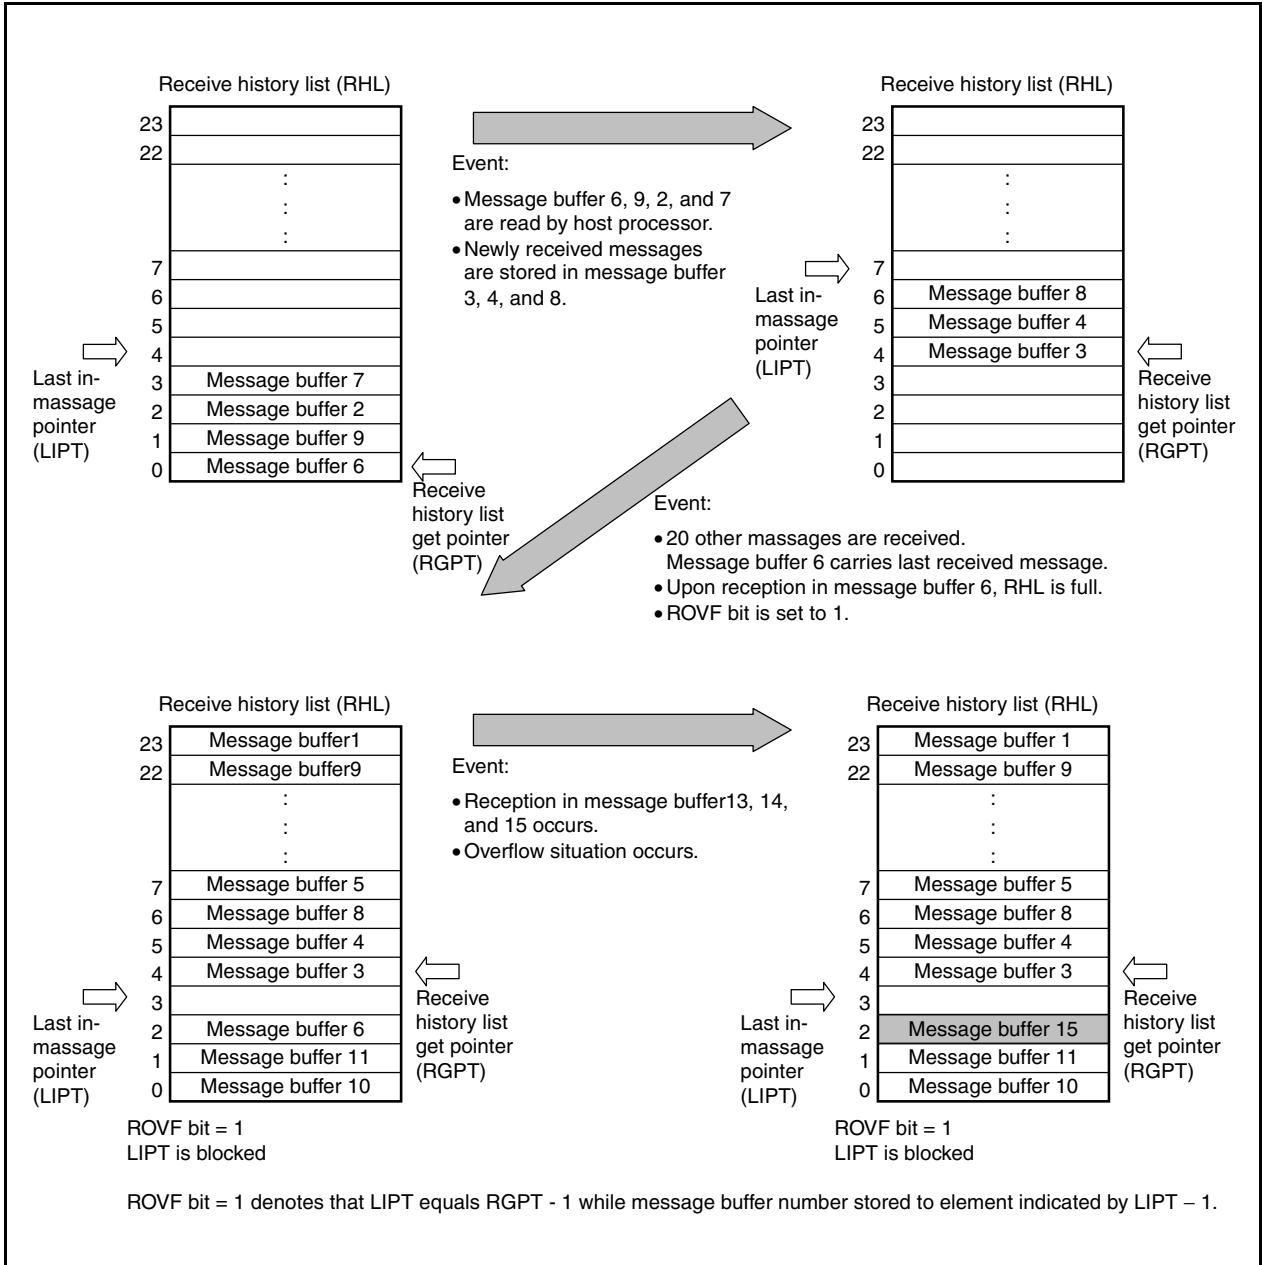 Receive history list (RHL)
23
22
:
:
:
7
6
5
4
3 Message buffer 7
2 Message buffer 2
1 Message buffer 9
0 Message buffer 6
Last in-
massage
pointer
(LIPT)
Receive
history list
get pointer
(RGPT)
Event:
• Message buffer 6, 9, 2, and 7
are read by host processor.
• Newly received messages
are stored in message buffer
3, 4, and 8.
Receive history list (RHL)
23
22
:
:
:
7
6 Message buffer 8
5 Message buffer 4
4 Message buffer 3
3
2
1
0
Last in-
massage
pointer
(LIPT)
Receive
history list
get pointer
(RGPT)
Event:
• 20 other massages are received.
Message buffer 6 carries last received message.
• Upon reception in message buffer 6, RHL is full.
• ROVF bit is set to 1.
Receive history list (RHL)
23 Message buffer1
22 Message buffer9
:
:
:
7 Message buffer 5
6 Message buffer 8
5 Message buffer 4
4 Message buffer 3
3
2 Message buffer 6
1 Message buffer 11
0 Message buffer 10
Last in-
massage
pointer
(LIPT)
Receive
history list
get pointer
(RGPT)
ROVF bit = 1
LIPT is blocked
Event:
• Reception in message buffer13, 14,
and 15 occurs.
• Overflow situation occurs.
Receive history list (RHL)
23 Message buffer 1
22 Message buffer 9
:
:
:
7 Message buffer 5
6 Message buffer 8
5 Message buffer 4
4 Message buffer 3
3
2 Message buffer 15
1 Message buffer 11
0 Message buffer 10
Last in-
massage
pointer
(LIPT)
Receive
history list
get pointer
(RGPT)
ROVF bit = 1
LIPT is blocked
ROVF bit = 1 denotes that LIPT equals RGPT - 1 while message buffer number stored to element indicated by LIPT – 1.